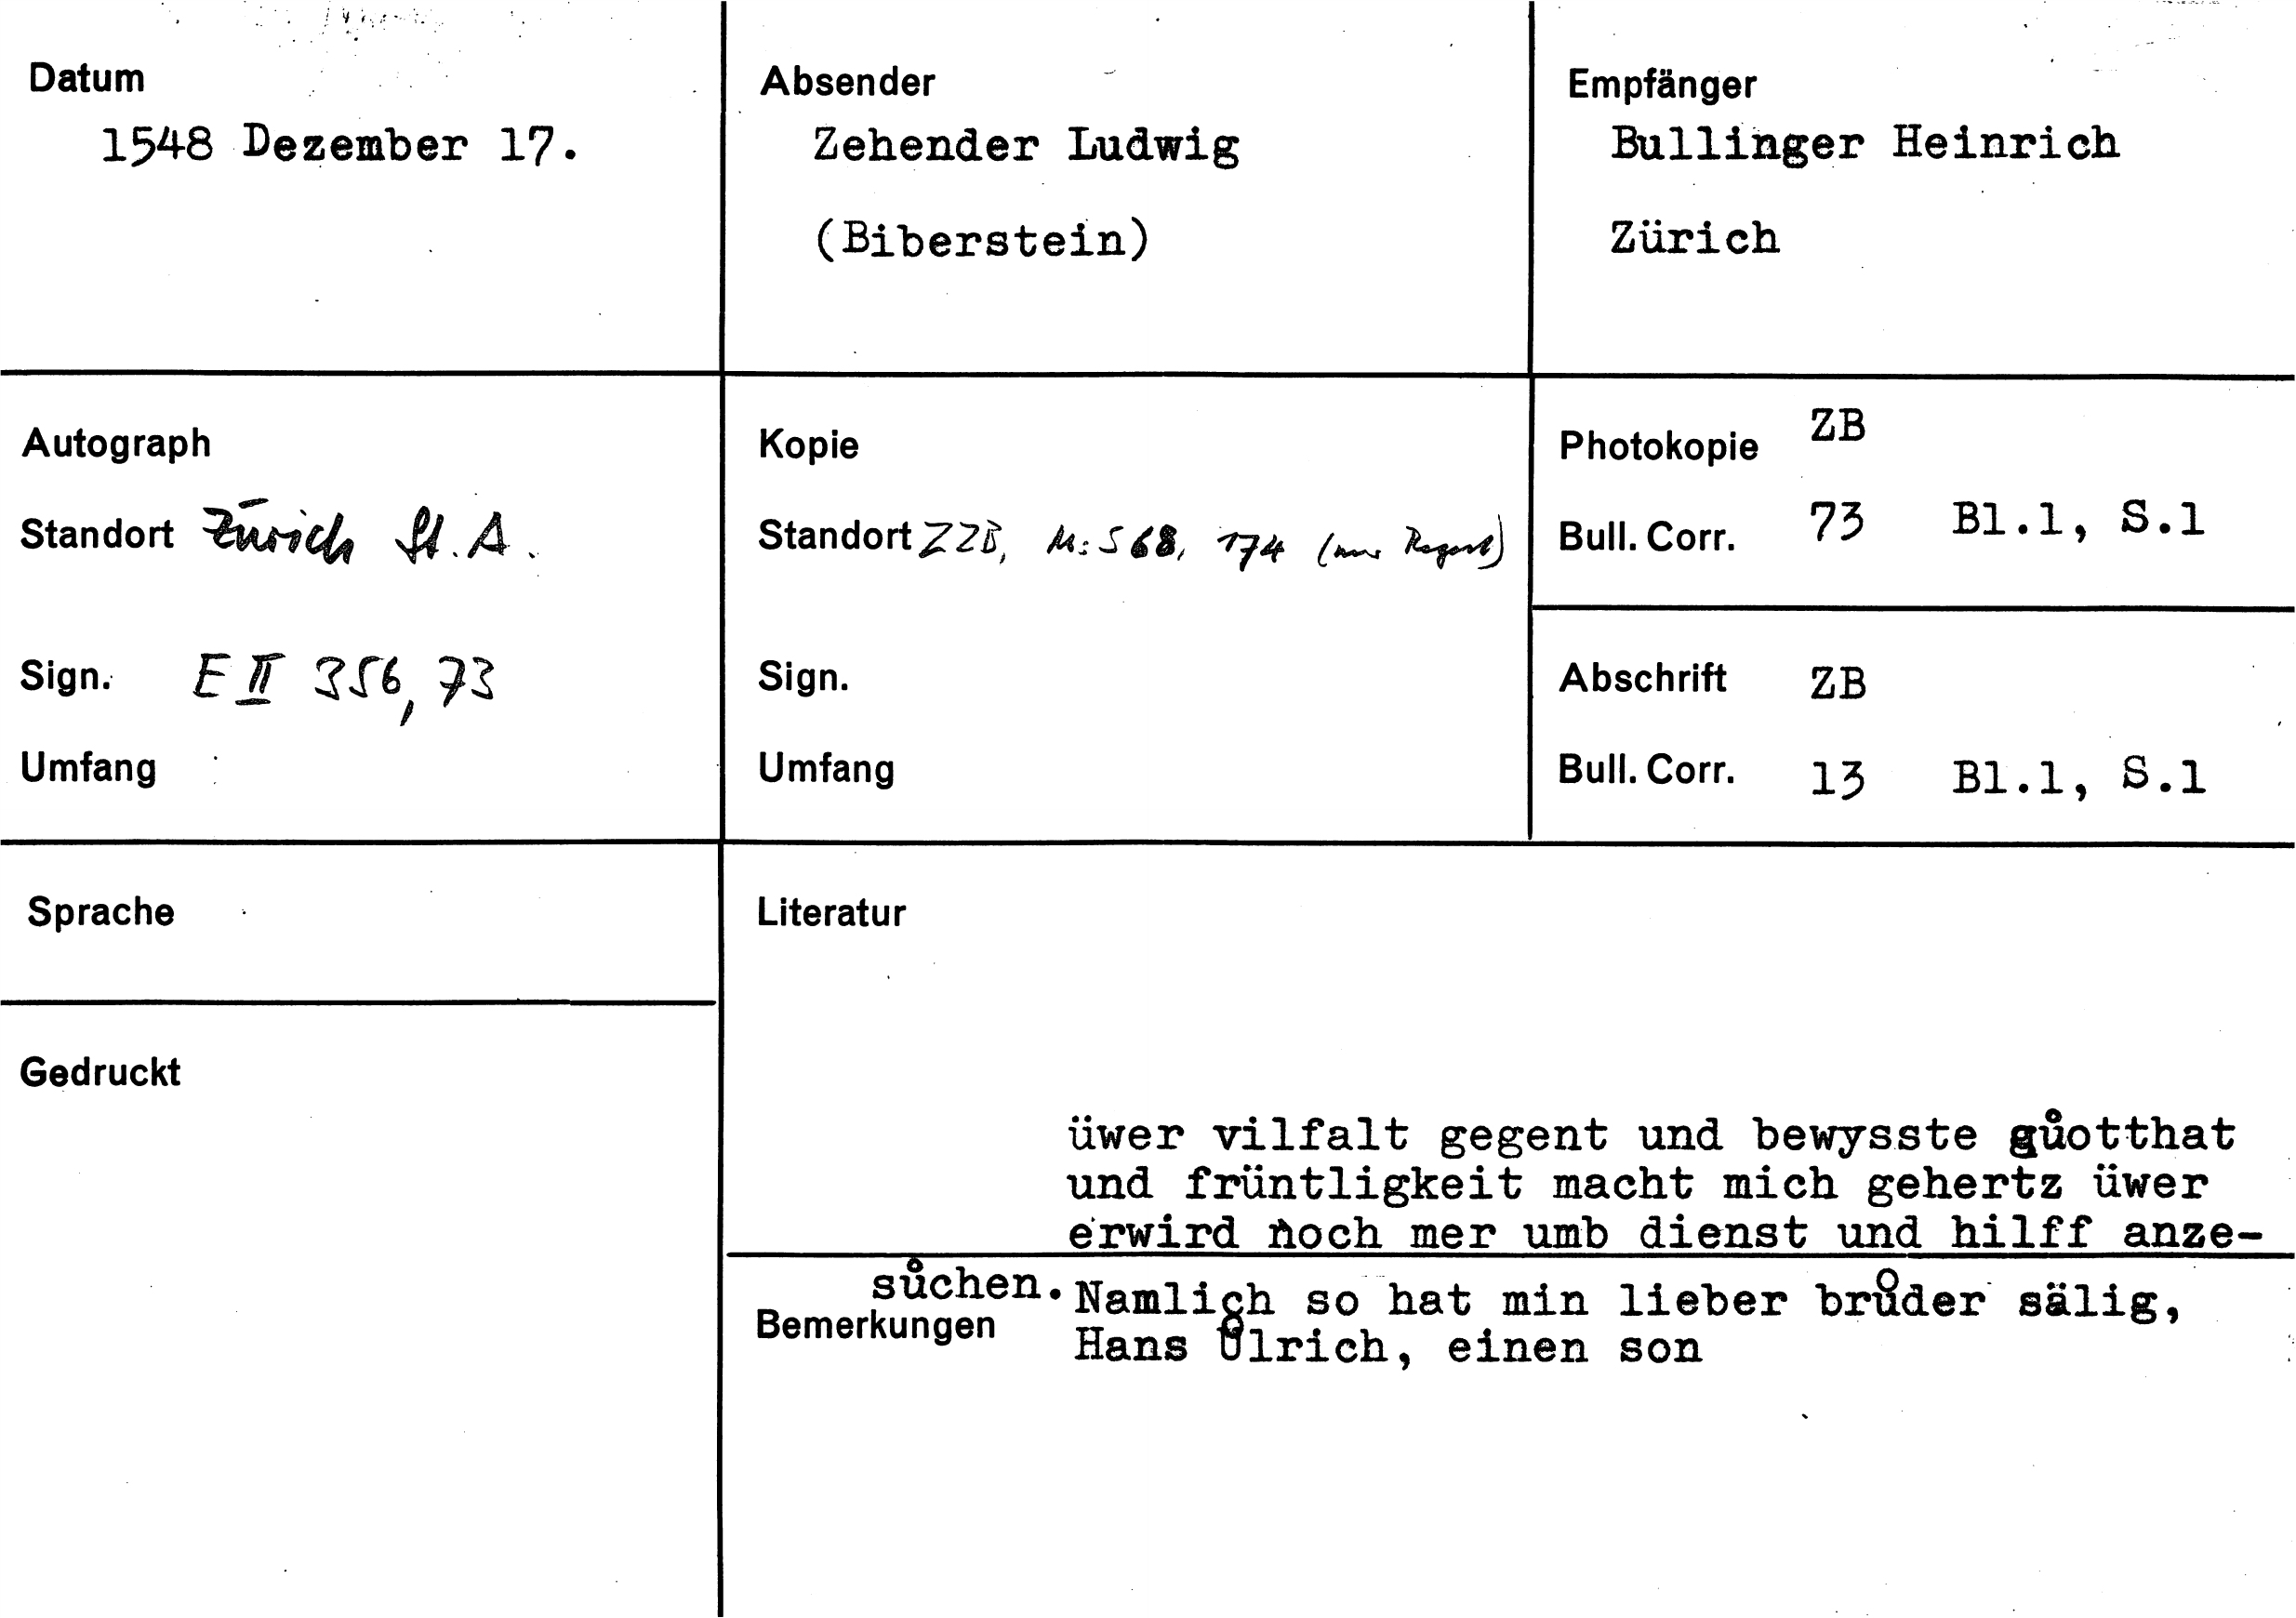 Datum
1548 Dezember 17.
Absender
Zehender Ludwig
(Biberstein)
Empfänger
Bullinger Heinrich
Zürich
Autograph
Standort Zürich St. A.
Sign. E II 356, 73
Umfang
Kopie
Standort ZZB, Ms S 68, 174 (nur Regest)
Sign.
Umfang
Photokopie ZB
Bull. Corr. 73 Bl.1, S.1
Abschrift ZB
Bull. Corr. 13 Bl.1, S.1
Sprache
Gedruckt
Literatur
üwer vilfalt gegent und bewysste gůotthat
und früntligkeit macht mich gehertz üwer
erwird noch mer umb dienst und hilff anze-
sůchen.
Bemerkungen
Namlich so hat min lieber brůder sälig,
Hans Ůlrich, einen son